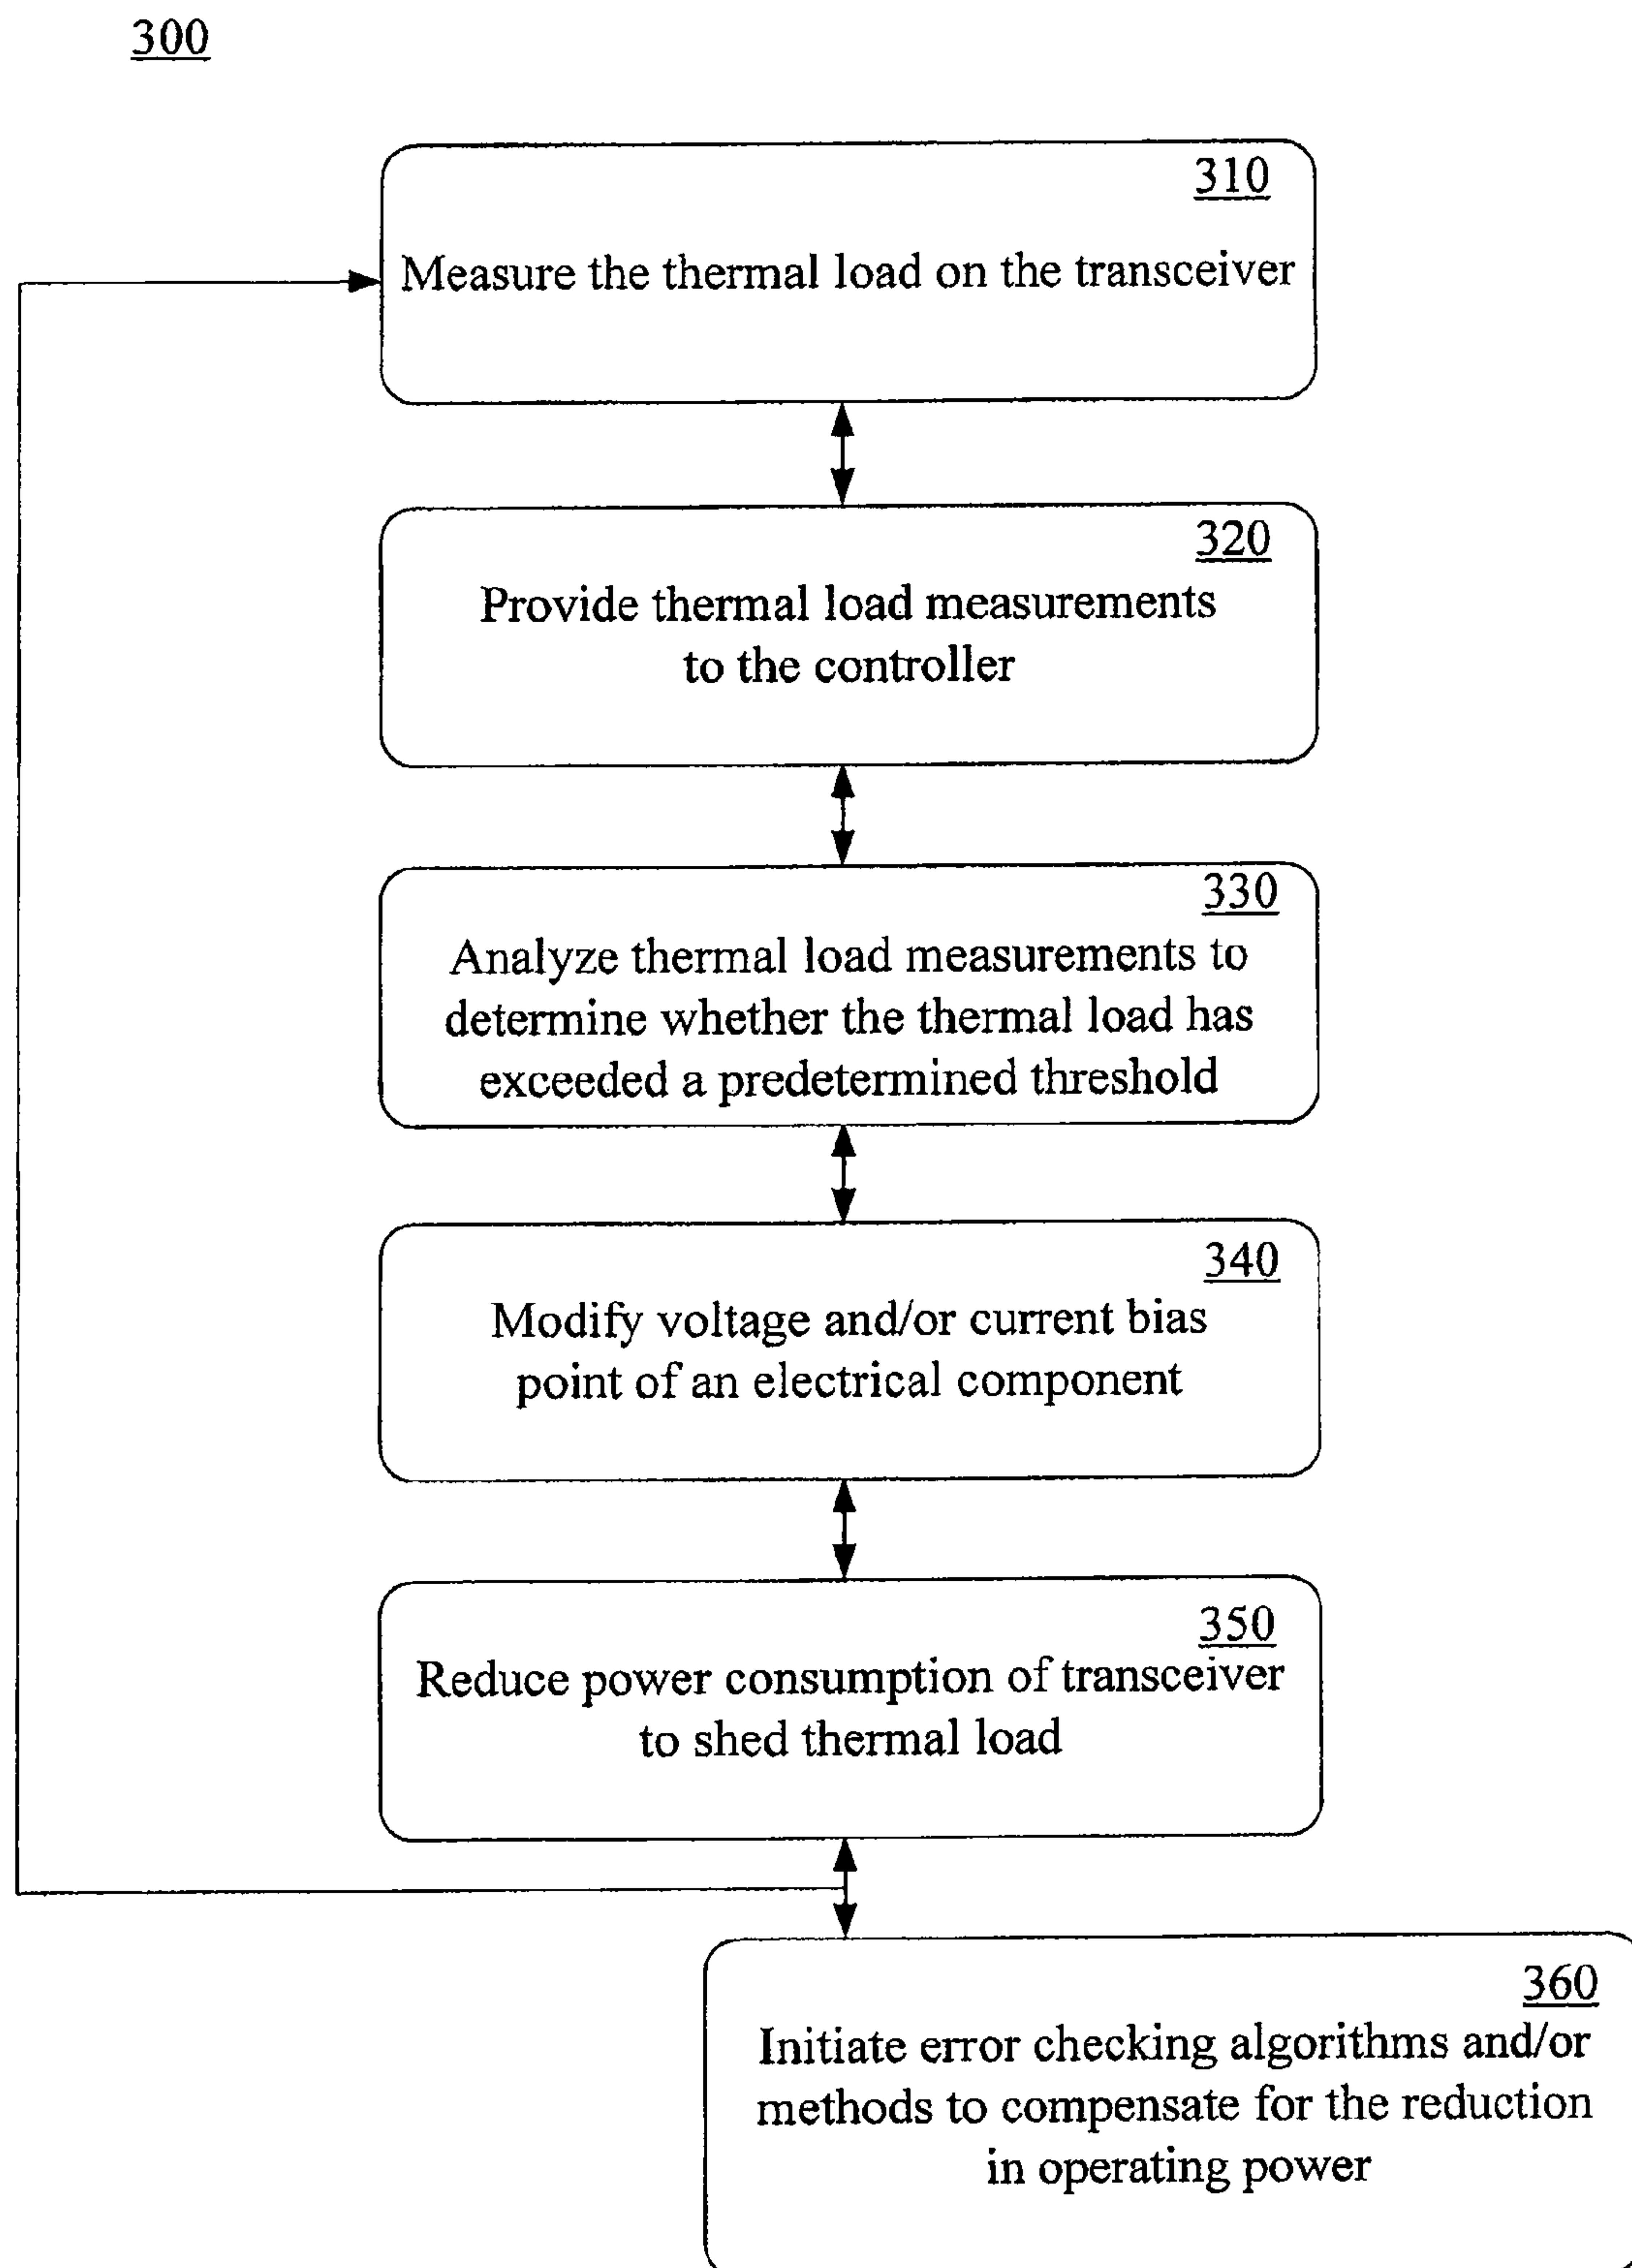 300
310
Measure the thermal load on the transceiver
320
Provide thermal load measurements
to the controller
330
Analyze thermal load measurements to
determine whether the thermal load has
exceeded a predetermined threshold
340
Modify voltage and/or current bias
point of an electrical component
350
Reduce power consumption of transceiver
to shed thermal load
360
Initiate error checking algorithms and/or
methods to compensate for the reduction
in operating power